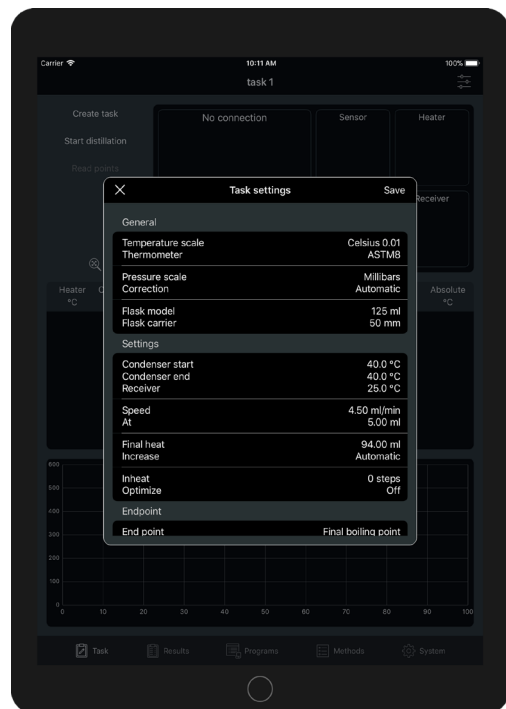 Carrier 10:11 AM 100%
task 1
Create task
Start distillation
Read points
No connection
Sensor
Heater
Receiver
Task settings
Save
General
Temperature scale Celsius 0.01
Thermometer ASTM8
Pressure scale Millibars
Correction Automatic
Flask model 125 ml
Flask carrier 50 mm
Settings
Condenser start 40.0 °C
Condenser end 40.0 °C
Receiver 25.0 °C
Speed 4.50 ml/min
At 5.00 ml
Final heat 94.00 ml
Increase Automatic
Inheat 0 steps
Optimize Off
Endpoint
End point Final boiling point
Heater
°C
Absolute
°C
600
500
400
300
200
100
0
0 10 20 30 40 50 60 70 80 90 100
Task Results Programs Methods System